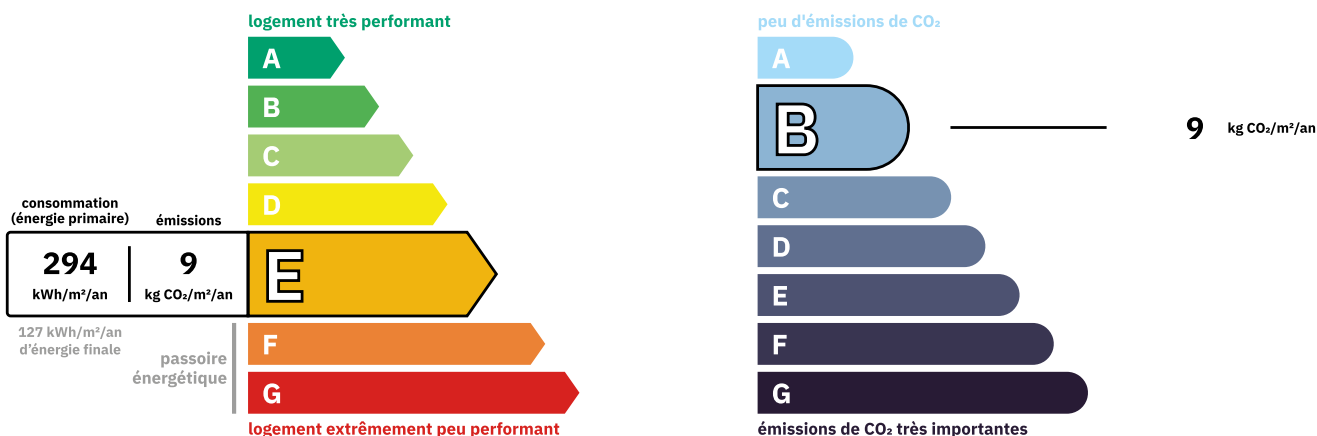 logement très performant
A
B
C
D
consommation
(énergie primaire)
émissions
294
kWh/m²/an
9
kg CO₂/m²/an
E
127 kWh/m²/an
d'énergie finale
passoire
énergétique
F
G
logement extrêmement peu performant
peu d'émissions de CO₂
A
B
9 kg CO₂/m²/an
C
D
E
F
G
émissions de CO₂ très importantes